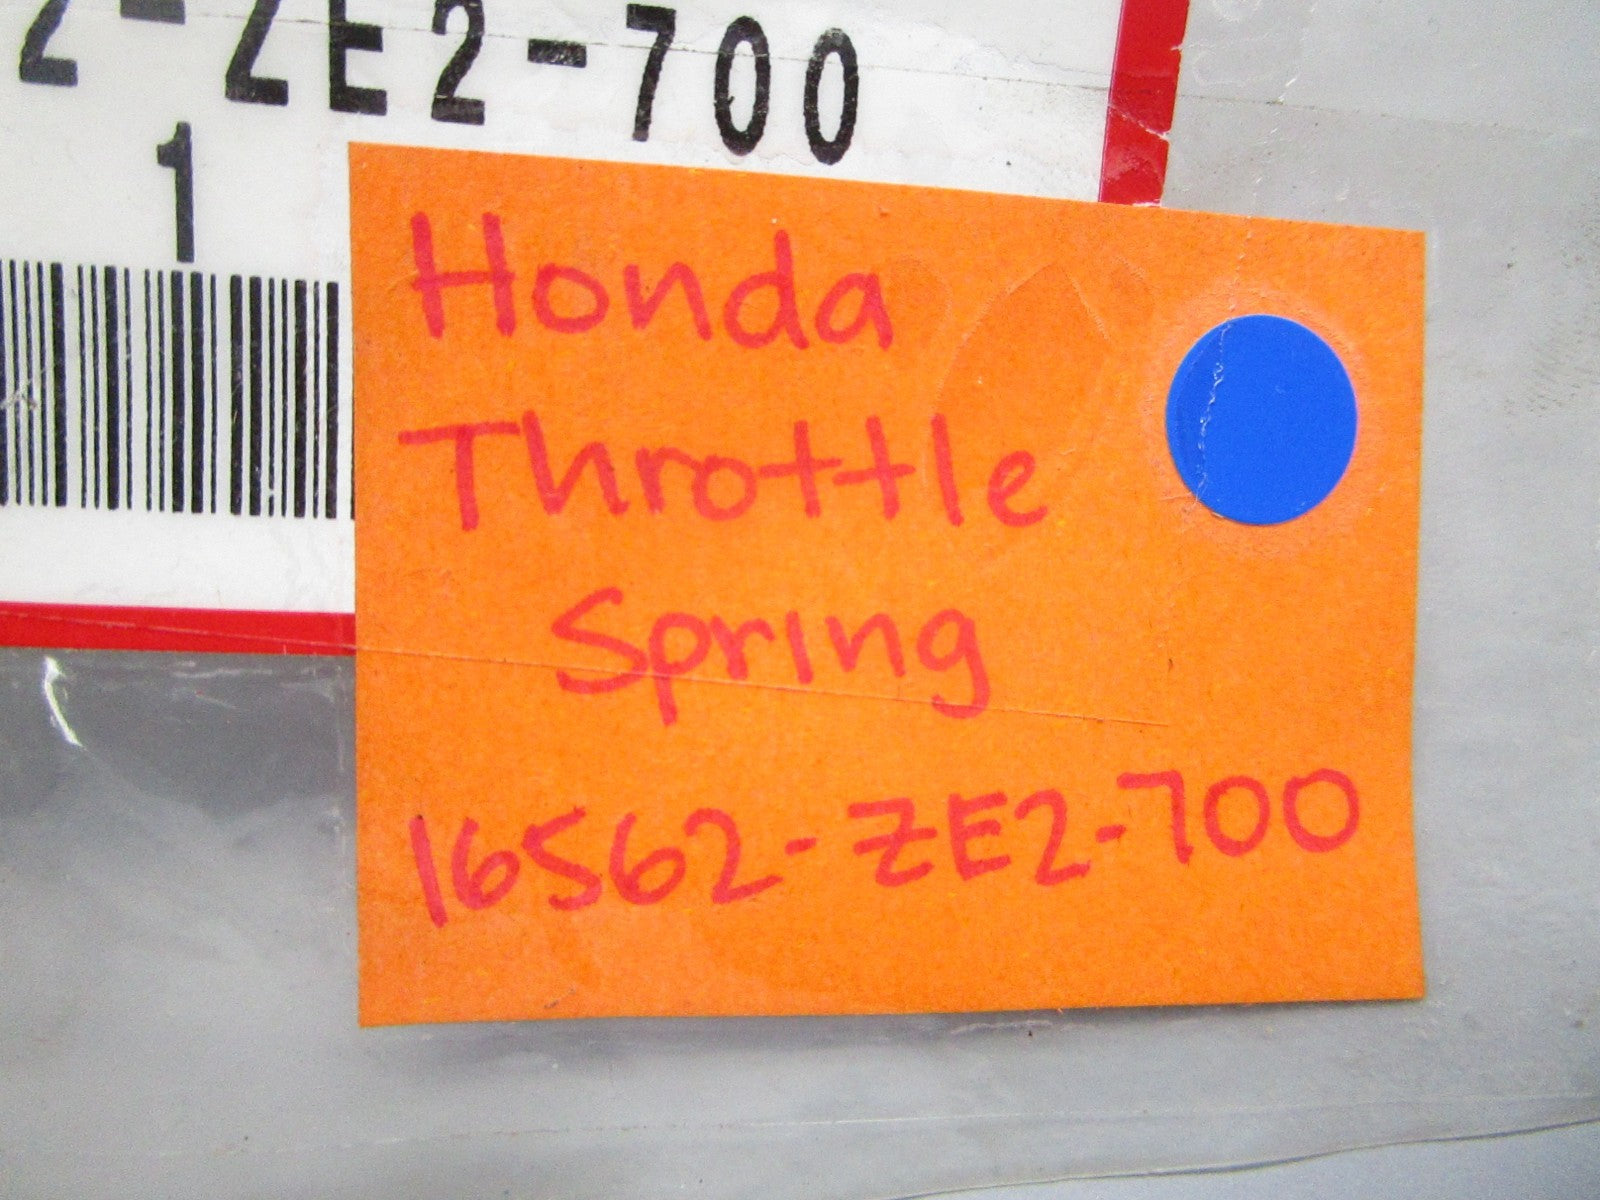 2-ZE2-700
1
Honda
Throttle
Spring
16562-ZE2-700